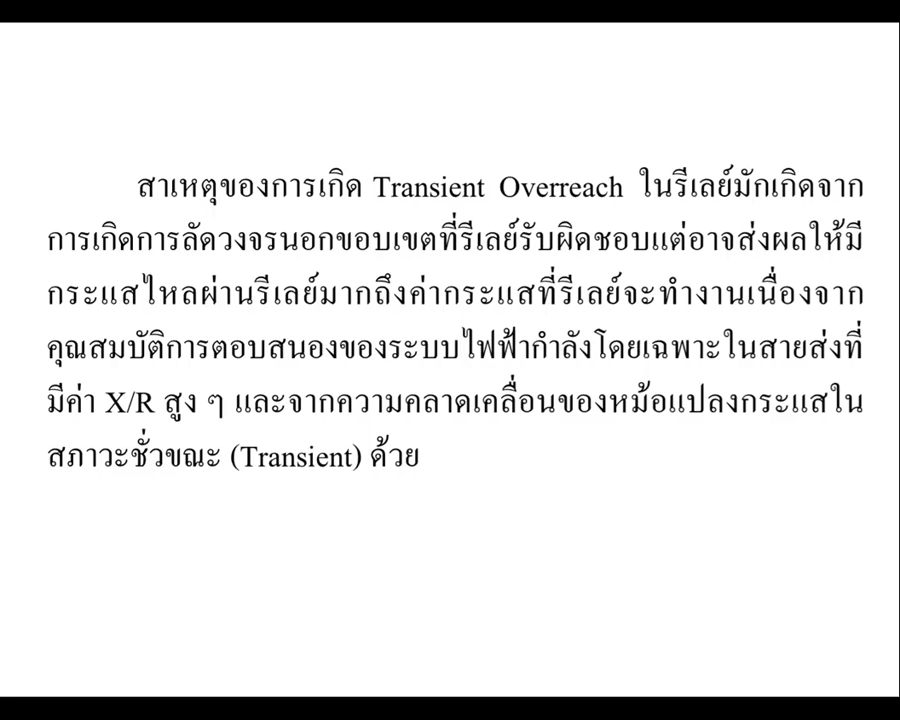 สาเหตุของการเกิด Transient Overreach ในรีเลย์มักเกิดจาก
การเกิดการลัดวงจรนอกขอบเขตที่รีเลย์รับผิดชอบแต่อาจส่งผลให้มี
กระแสไหลผ่านรีเลย์มากถึงค่ากระแสที่รีเลย์จะทำงานเนื่องจาก
คุณสมบัติการตอบสนองของระบบไฟฟ้ากำลังโดยเฉพาะในสายส่งที่
มีค่า X/R สูง ๆ และจากความคลาดเคลื่อนของหม้อแปลงกระแสใน
สภาวะชั่วขณะ (Transient) ด้วย